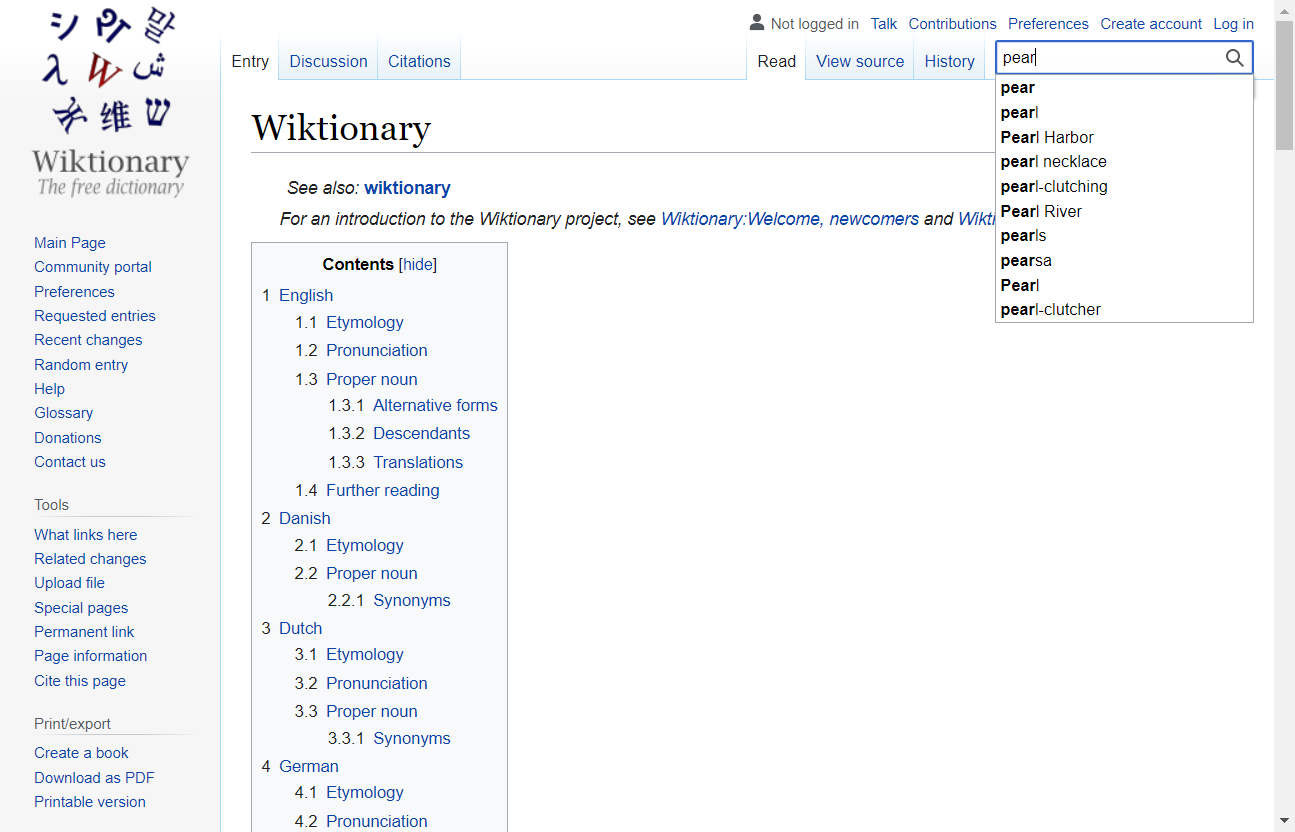 Not logged in Talk Contributions Preferences Create account Log in
Entry Discussion Citations Read View source History pear
pear
pearl
Pearl Harbor
pearl necklace
pearl-clutching
Pearl River
pearls
pearsa
Pearl
pearl-clutcher
シ
௯
말
λ
W
ش
維
ש
Wiktionary
The free dictionary
Main Page
Community portal
Preferences
Requested entries
Recent changes
Random entry
Help
Glossary
Donations
Contact us
Tools
What links here
Related changes
Upload file
Special pages
Permanent link
Page information
Cite this page
Print/export
Create a book
Download as PDF
Printable version
Wiktionary
See also: wiktionary
For an introduction to the Wiktionary project, see Wiktionary:Welcome, newcomers and Wikti
Contents [hide]
1 English
1.1 Etymology
1.2 Pronunciation
1.3 Proper noun
1.3.1 Alternative forms
1.3.2 Descendants
1.3.3 Translations
1.4 Further reading
2 Danish
2.1 Etymology
2.2 Proper noun
2.2.1 Synonyms
3 Dutch
3.1 Etymology
3.2 Pronunciation
3.3 Proper noun
3.3.1 Synonyms
4 German
4.1 Etymology
4.2 Pronunciation